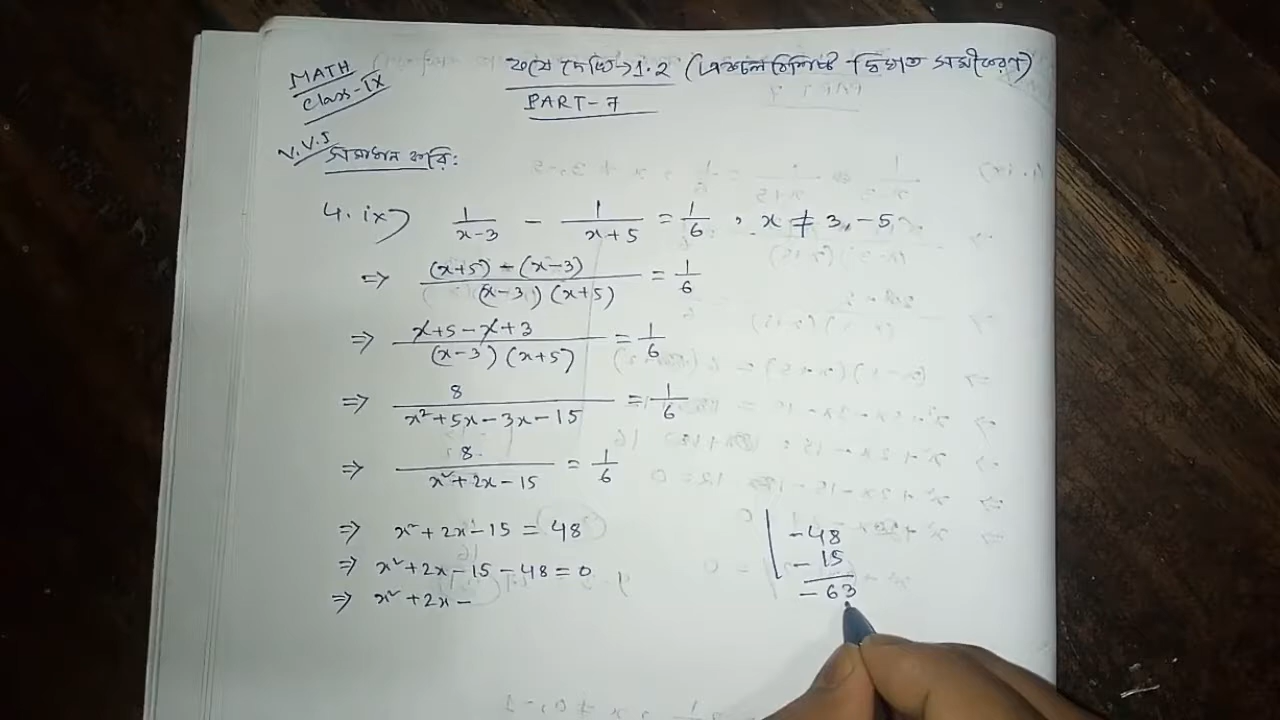 MATH
Class-IX
কষে দেখি→1.2 (একচলবিশিষ্ট দ্বিঘাত সমীকরণ)
PART-7
V.V.I
সমাধান করি:
4. ix) 1/(x-3) - 1/(x+5) = 1/6 , x ≠ 3, -5
⇒ ((x+5) - (x-3))/((x-3)(x+5)) = 1/6
⇒ (x+5-x+3)/((x-3)(x+5)) = 1/6
⇒ 8/(x²+5x-3x-15) = 1/6
⇒ 8/(x²+2x-15) = 1/6
⇒ x²+2x-15 = 48
⇒ x²+2x-15-48=0
⇒ x²+2x-
-48
-15
-63